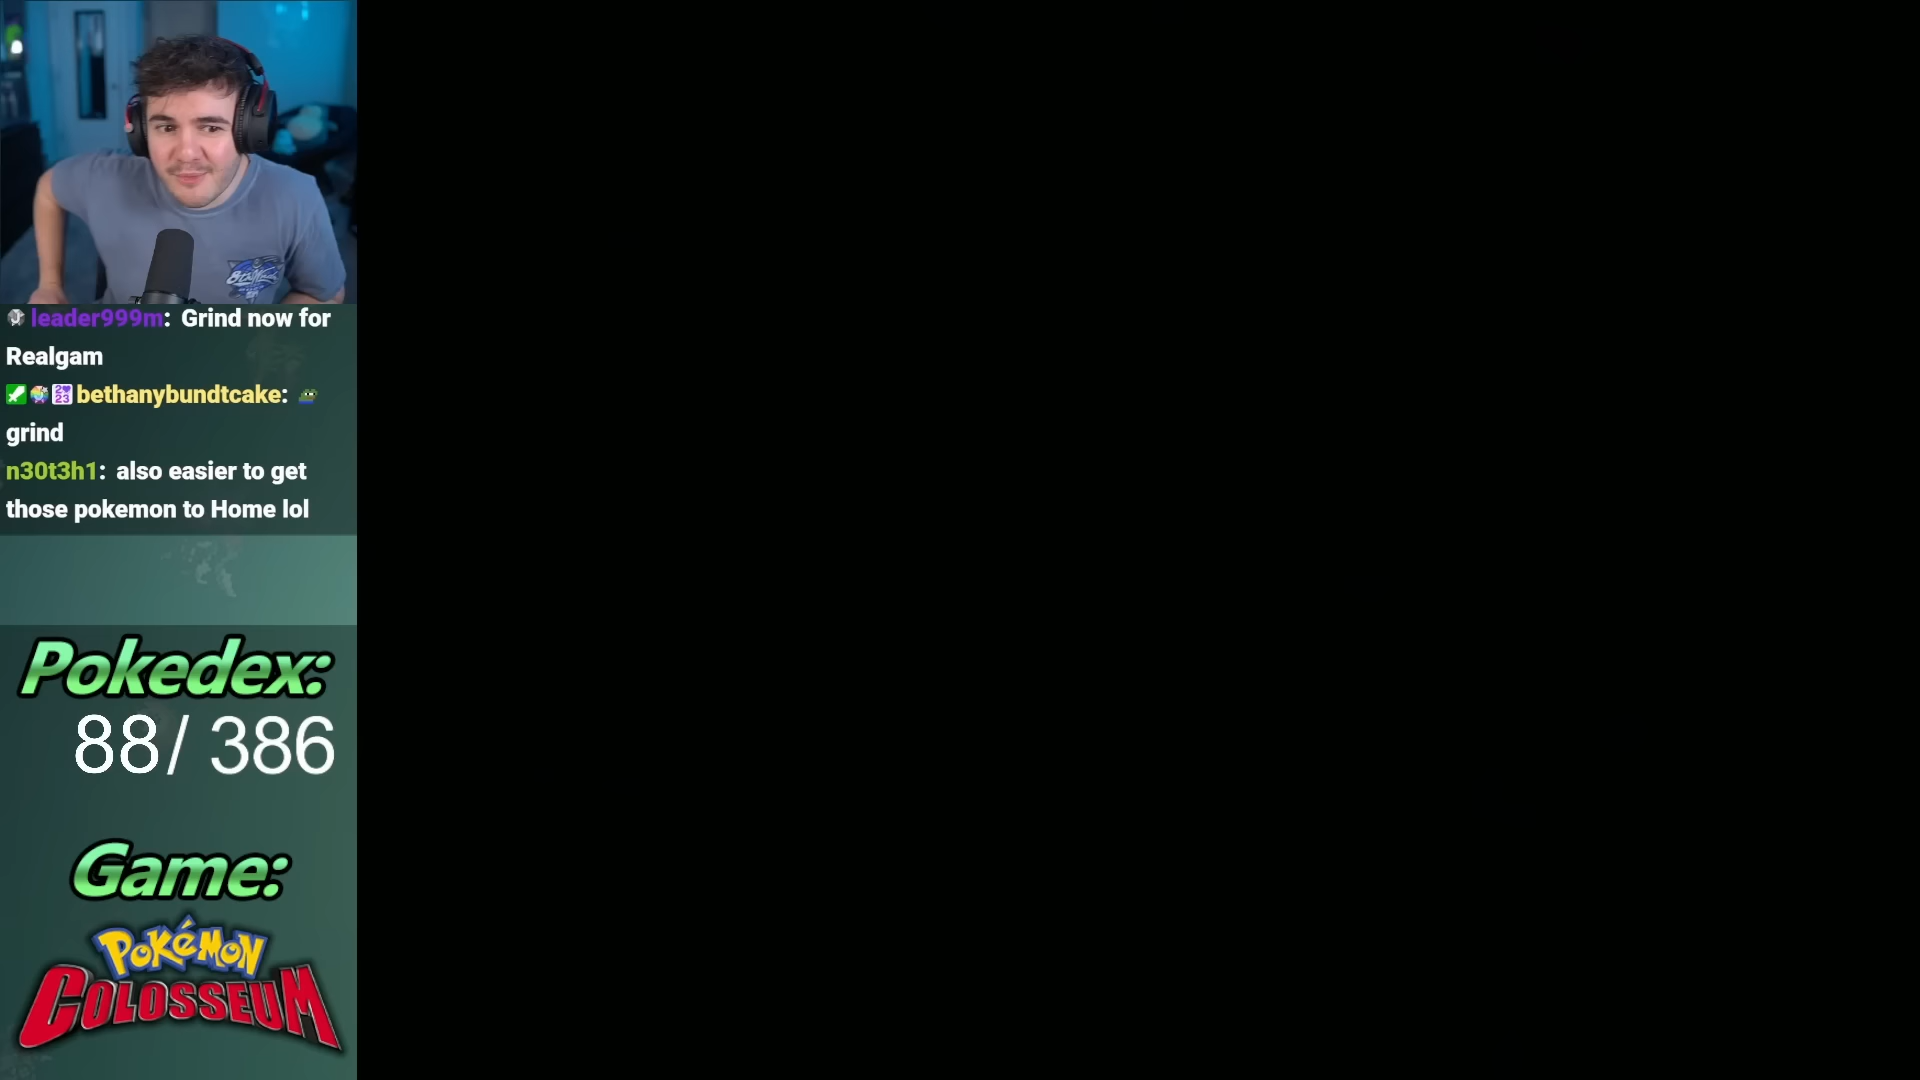 leader999m: Grind now for
Realgam
bethanybundtcake:
grind
n30t3h1: also easier to get
those pokemon to Home lol
Pokedex:
88/ 386
Game:
POKéMON
COLOSSEUM